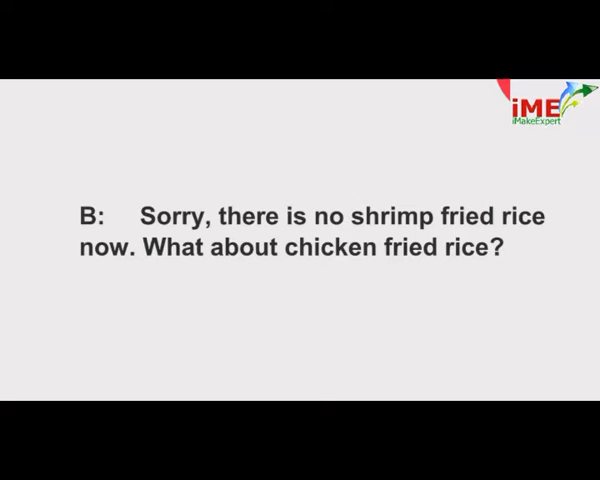 iME
iMakeExpert
B: Sorry, there is no shrimp fried rice
now. What about chicken fried rice?